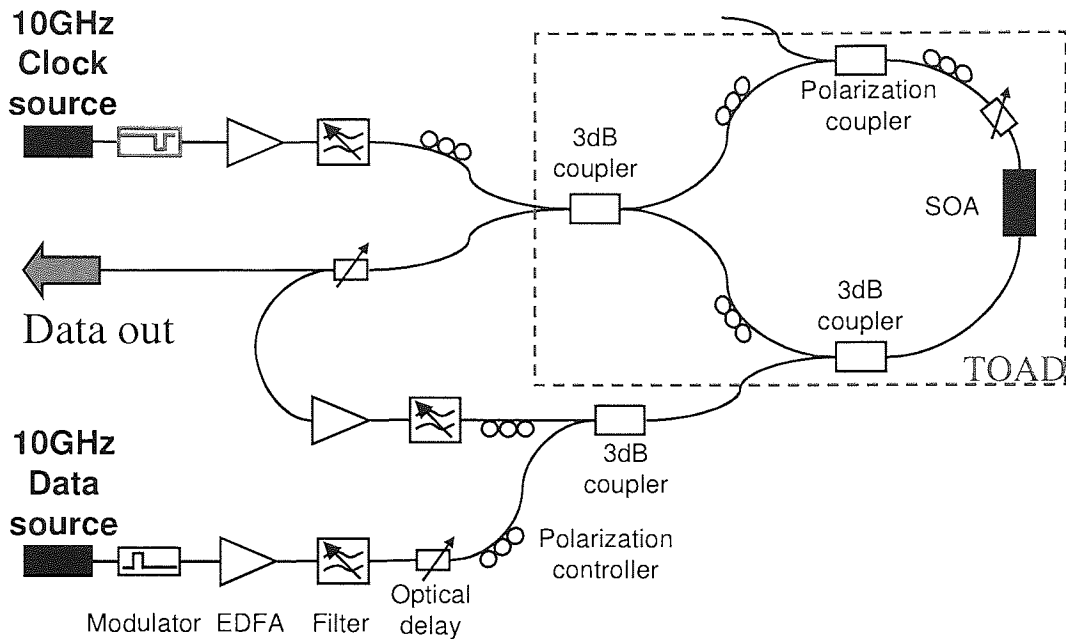 10GHz
Clock
source
3dB
coupler
Polarization
coupler
SOA
3dB
coupler
TOAD
Data out
10GHz
Data
source
3dB
coupler
Polarization
controller
Optical
delay
Modulator
EDFA
Filter